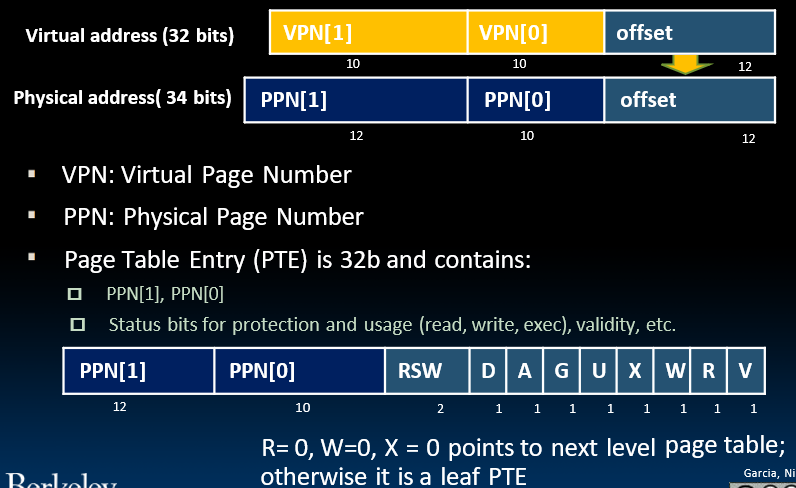 Virtual address (32 bits) VPN[1] VPN[0] offset
10 10 12
Physical address( 34 bits) PPN[1] PPN[0] offset
12 10 12
▪ VPN: Virtual Page Number
▪ PPN: Physical Page Number
▪ Page Table Entry (PTE) is 32b and contains:
PPN[1], PPN[0]
Status bits for protection and usage (read, write, exec), validity, etc.
PPN[1] PPN[0] RSW D A G U X W R V
12 10 2 1 1 1 1 1 1 1 1
R= 0, W=0, X = 0 points to next level page table;
otherwise it is a leaf PTE
Berkeley Garcia, Ni